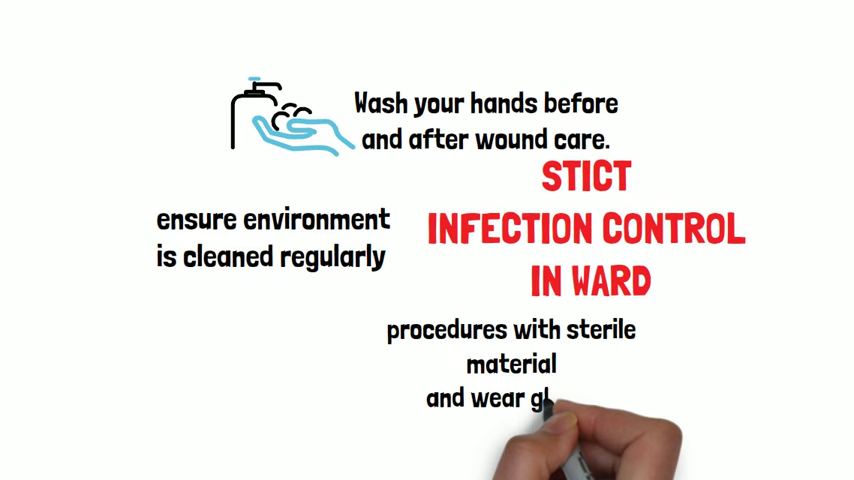 Wash your hands before
and after wound care.
STICT
INFECTION CONTROL
IN WARD
ensure environment
is cleaned regularly
procedures with sterile
material
and wear gl